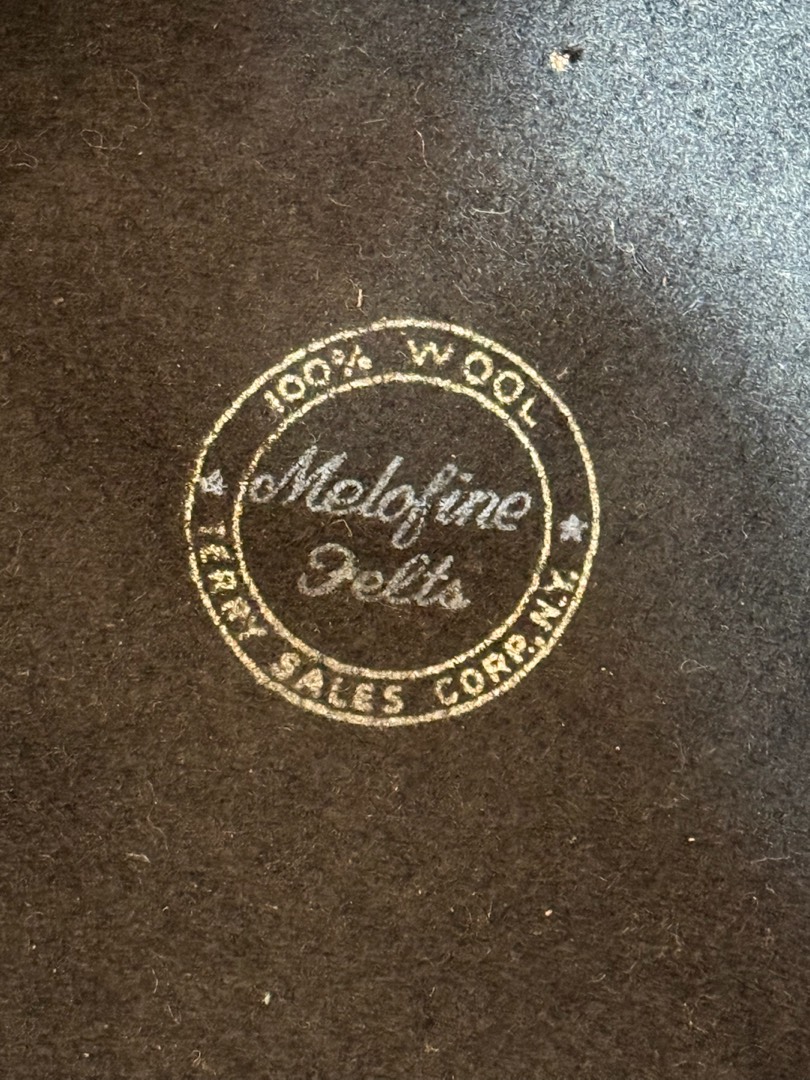 100% WOOL
Melofine
Felts
TERRY SALES CORP., N.Y.